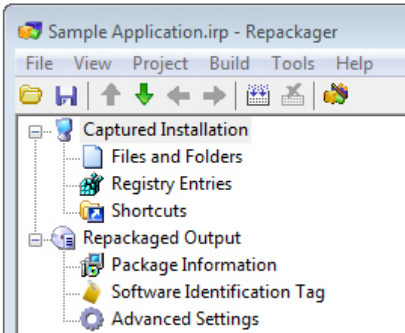 Sample Application.irp - Repackager
File View Project Build Tools Help
Captured Installation
Files and Folders
Registry Entries
Shortcuts
Repackaged Output
Package Information
Software Identification Tag
Advanced Settings